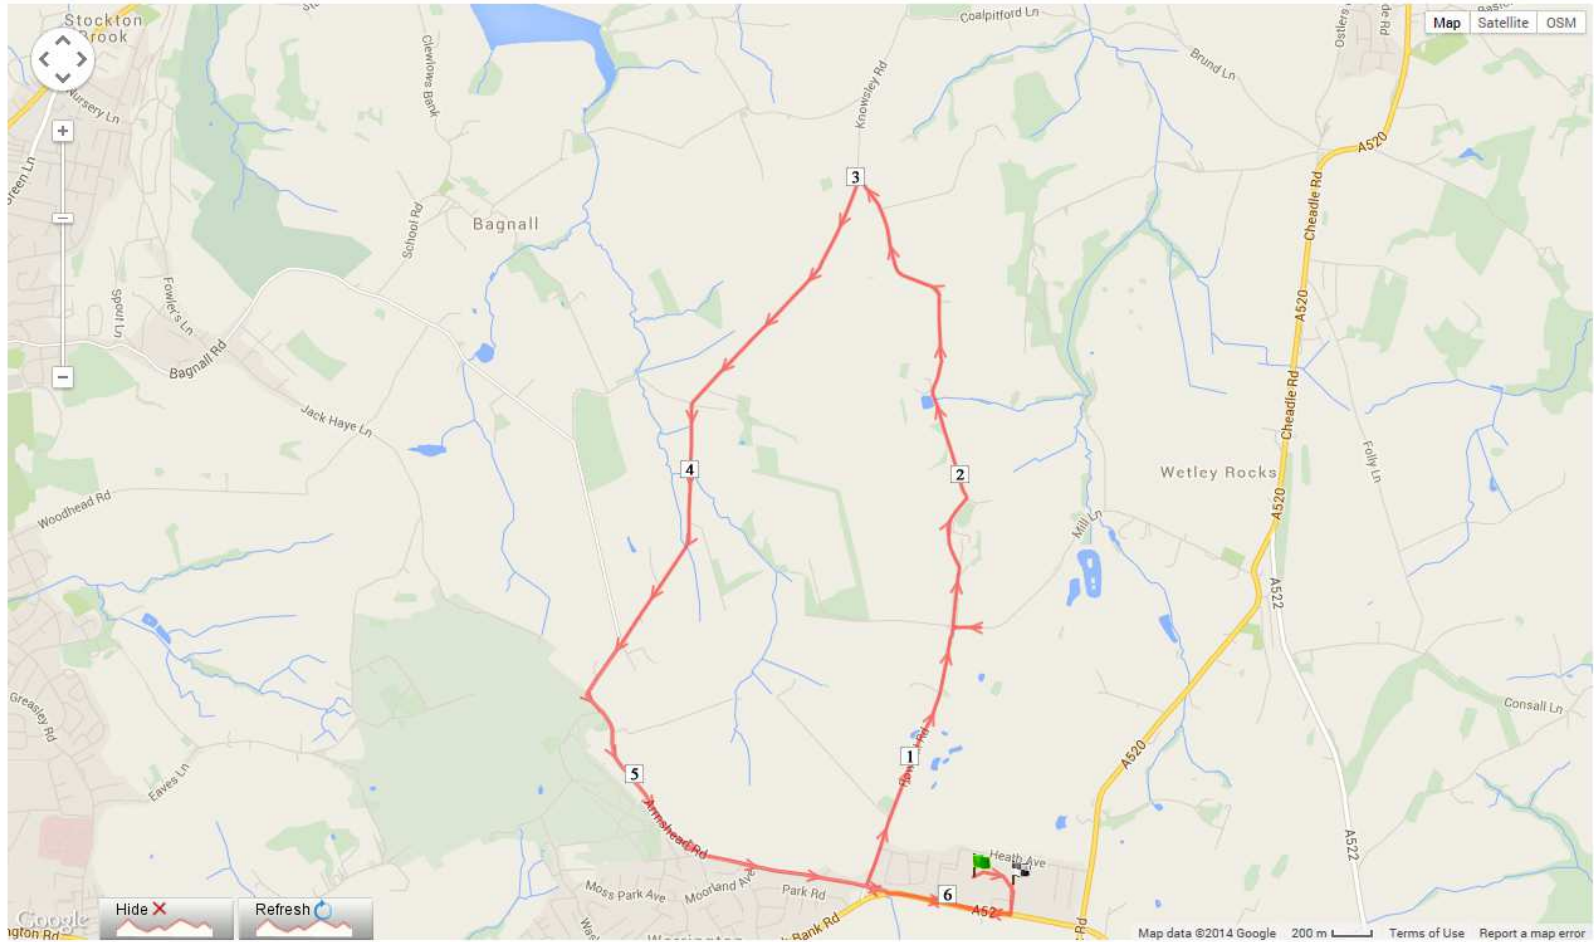 Stockton
Brook
Nursery Ln
Green Ln
Clewlows Bank
Coalpitford Ln
Knowsley Rd
Brund Ln
Map
Satellite
OSM
A520
Cheadle Rd
School Rd
Bagnall
3
Spout Ln
Fowler's Ln
Bagnall Rd
A520
Jack Haye Ln
Cheadle Rd
Folly Ln
4
2
Wetley Rocks
A520
Woodhead Rd
Mill Ln
A522
Greasley Rd
Consall Ln
Eaves Ln
1
A520
5
Armshead Rd
A522
Heath Ave
Moss Park Ave
Moorland Ave
Park Rd
6
A52
Bank Rd
Hide
Refresh
Google
Map data ©2014 Google
200 m
Terms of Use
Report a map error